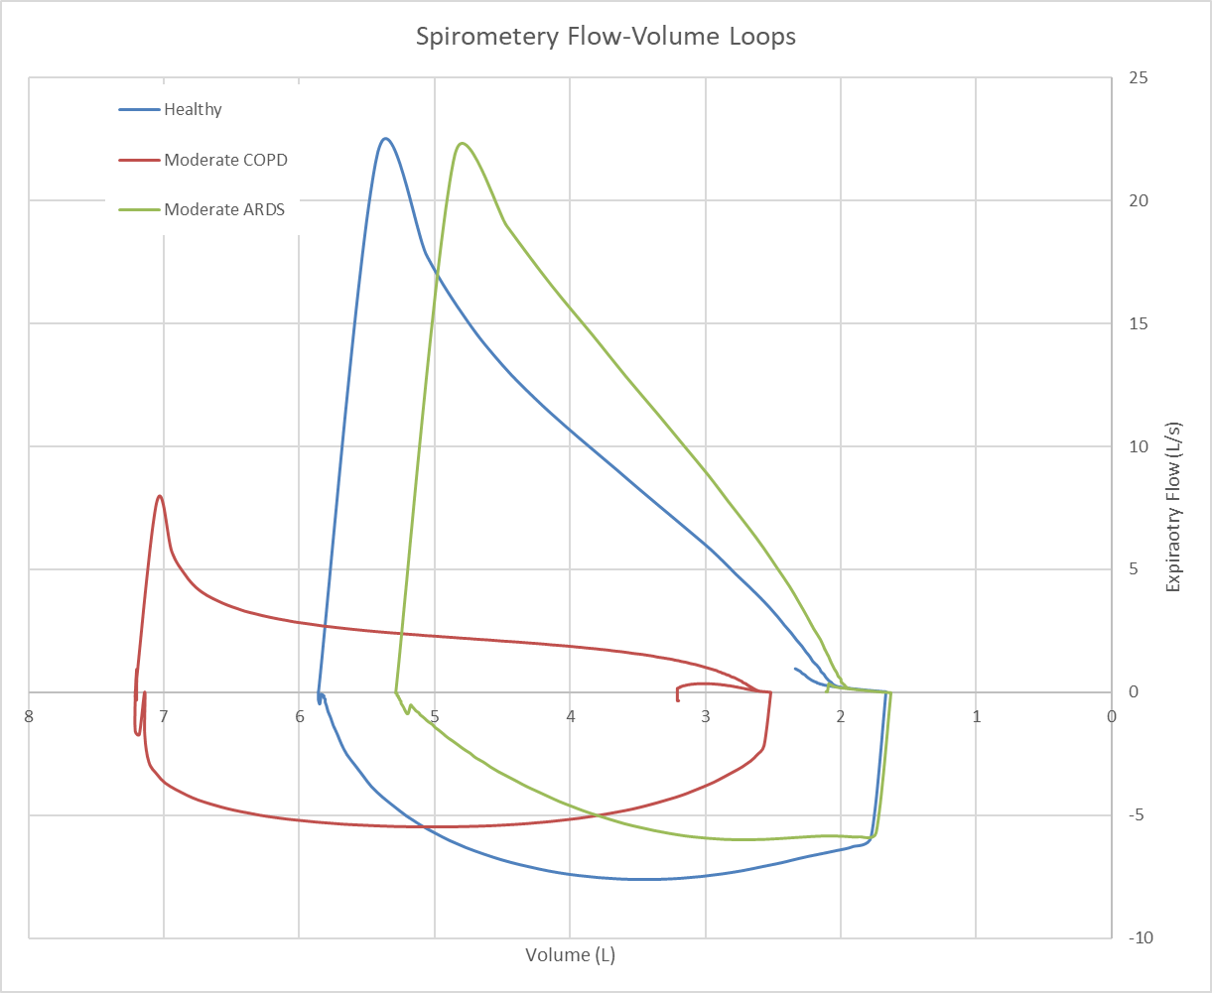 Spirometery Flow-Volume Loops
Healthy
Moderate COPD
Moderate ARDS
25
20
15
10
5
0
-5
-10
8 7 6 5 4 3 2 1 0
Volume (L)
Expiraotry Flow (L/s)